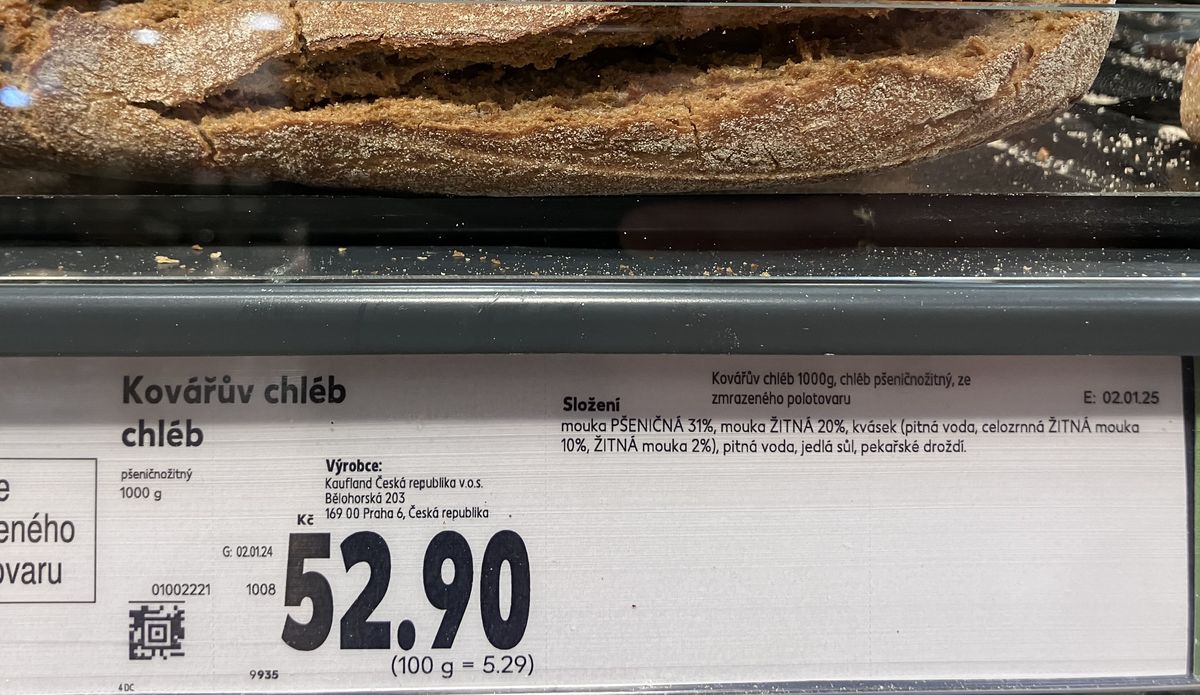 Kovářův chléb
chléb
pšeničnožitný
1000 g
Výrobce:
Kaufland Česká republika v.o.s.
Bělohorská 203
169 00 Praha 6, Česká republika
Kč
52.90
(100 g = 5.29)
G: 02.01.24
01002221
1008
9935
4 DC
e
eného
ovaru
Kovářův chléb 1000g, chléb pšeničnožitný, ze
zmrazeného polotovaru
E: 02.01.25
Složení
mouka PŠENIČNÁ 31%, mouka ŽITNÁ 20%, kvásek (pitná voda, celozrnná ŽITNÁ mouka
10%, ŽITNÁ mouka 2%), pitná voda, jedlá sůl, pekařské droždí.